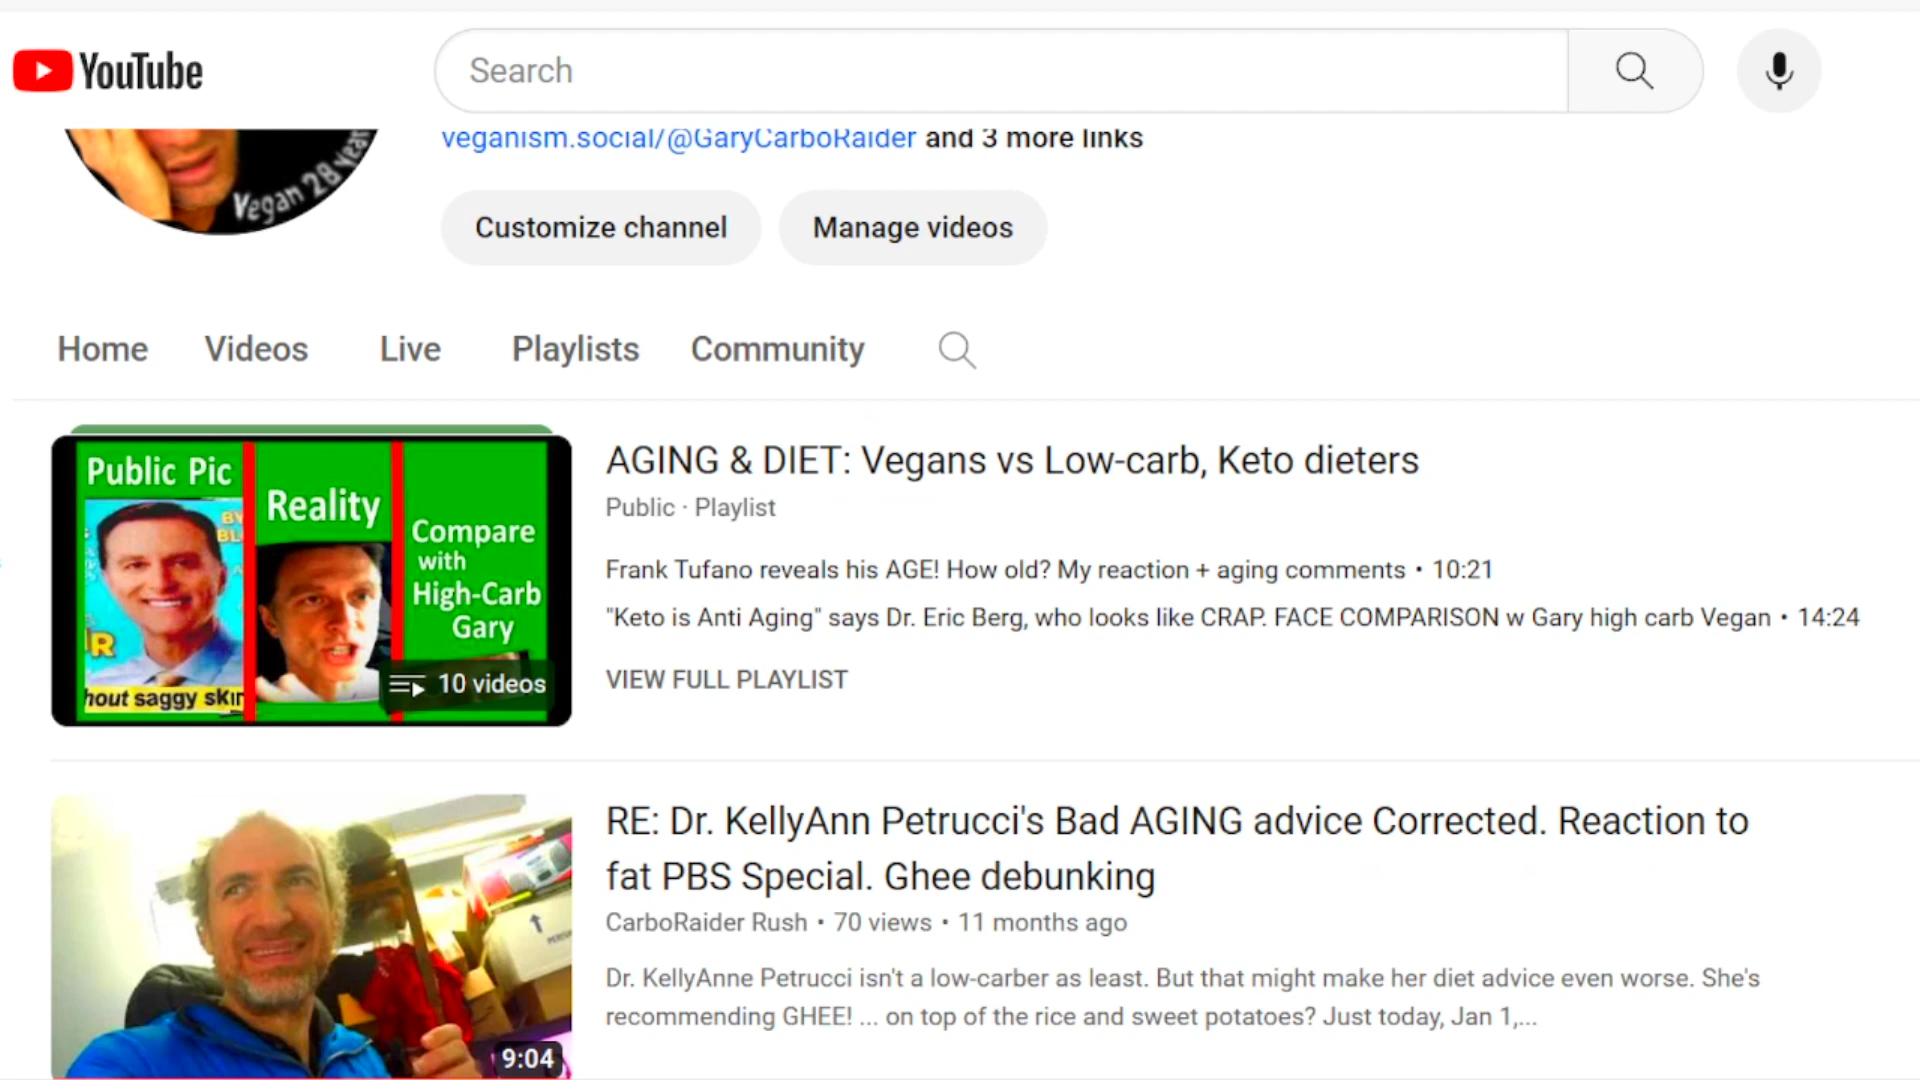 YouTube
Search
veganism.social/@GaryCarboRaider and 3 more links
Vegan 28 year
Customize channel
Manage videos
Home
Videos
Live
Playlists
Community
Public Pic
Reality
Compare
with
High-Carb
Gary
BY
BL
R
hout saggy skin
10 videos
AGING & DIET: Vegans vs Low-carb, Keto dieters
Public · Playlist
Frank Tufano reveals his AGE! How old? My reaction + aging comments • 10:21
"Keto is Anti Aging" says Dr. Eric Berg, who looks like CRAP. FACE COMPARISON w Gary high carb Vegan • 14:24
VIEW FULL PLAYLIST
9:04
RE: Dr. KellyAnn Petrucci's Bad AGING advice Corrected. Reaction to
fat PBS Special. Ghee debunking
CarboRaider Rush • 70 views • 11 months ago
Dr. KellyAnne Petrucci isn't a low-carber as least. But that might make her diet advice even worse. She's
recommending GHEE! ... on top of the rice and sweet potatoes? Just today, Jan 1,...